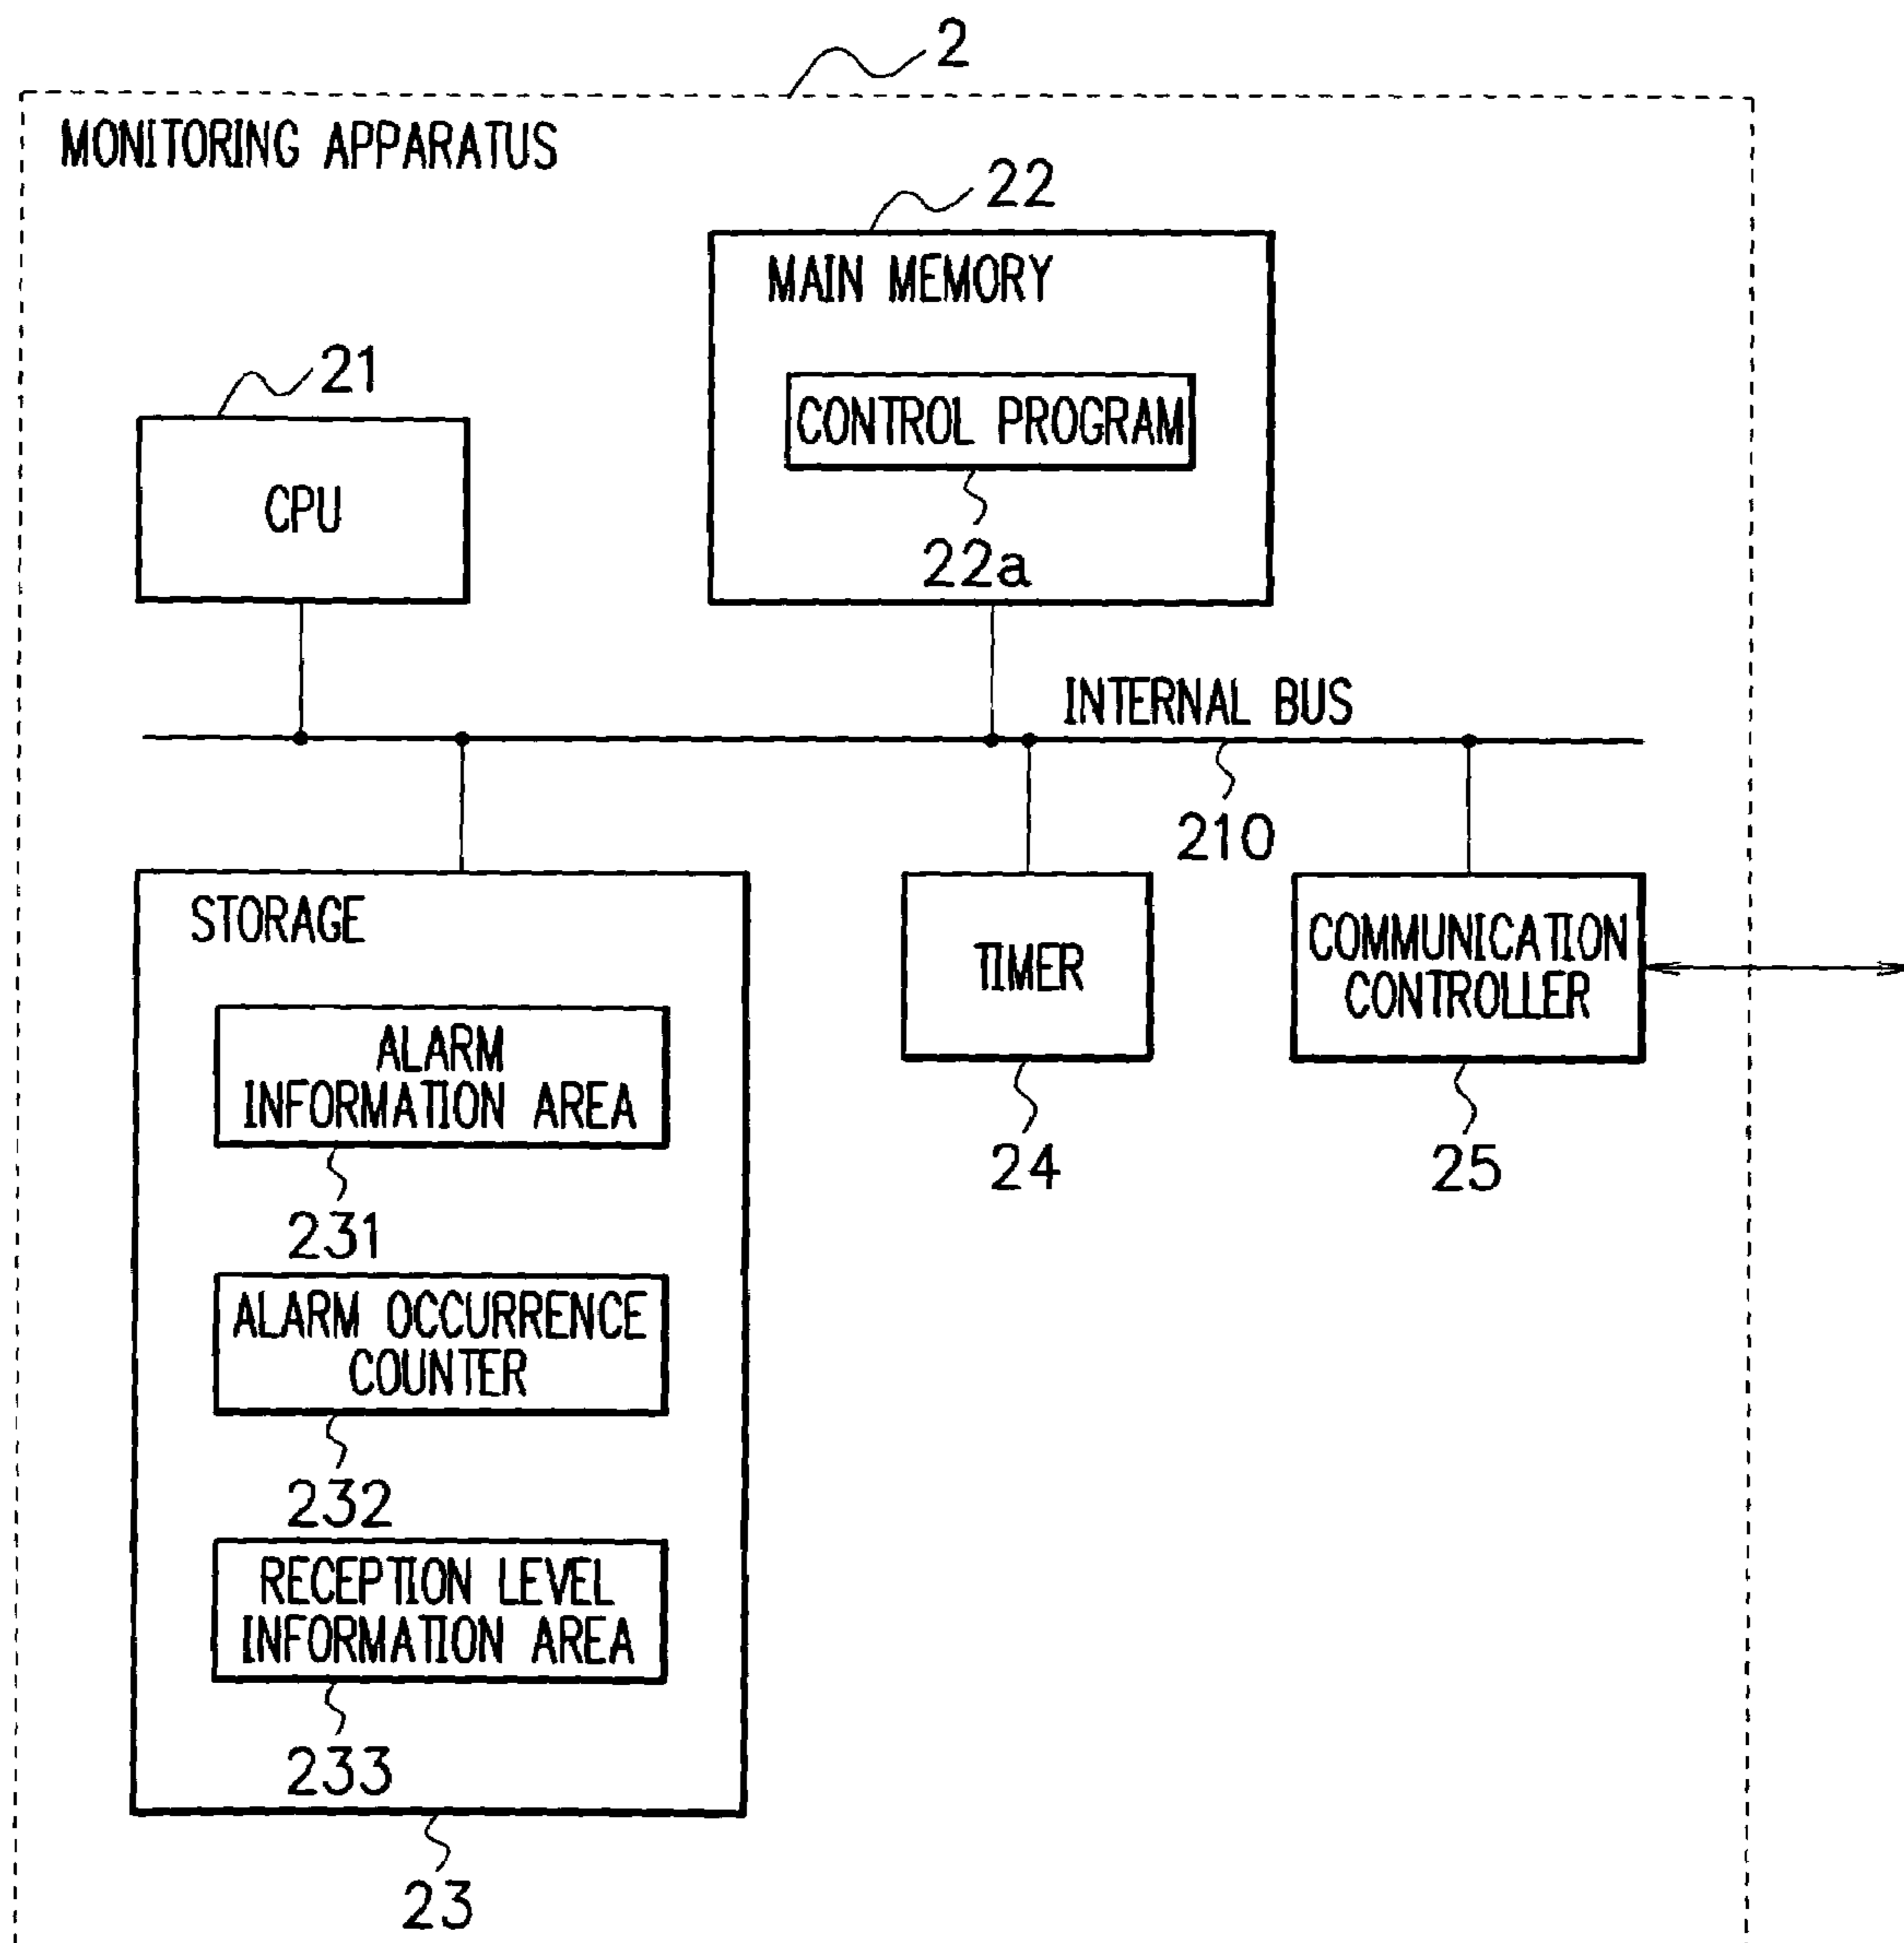 2
MONITORING APPARATUS
22
MAIN MEMORY
21
CONTROL PROGRAM
CPU
22a
INTERNAL BUS
210
STORAGE
TIMER
COMMUNICATION
CONTROLLER
ALARM
INFORMATION AREA
24
25
231
ALARM OCCURRENCE
COUNTER
232
RECEPTION LEVEL
INFORMATION AREA
233
23